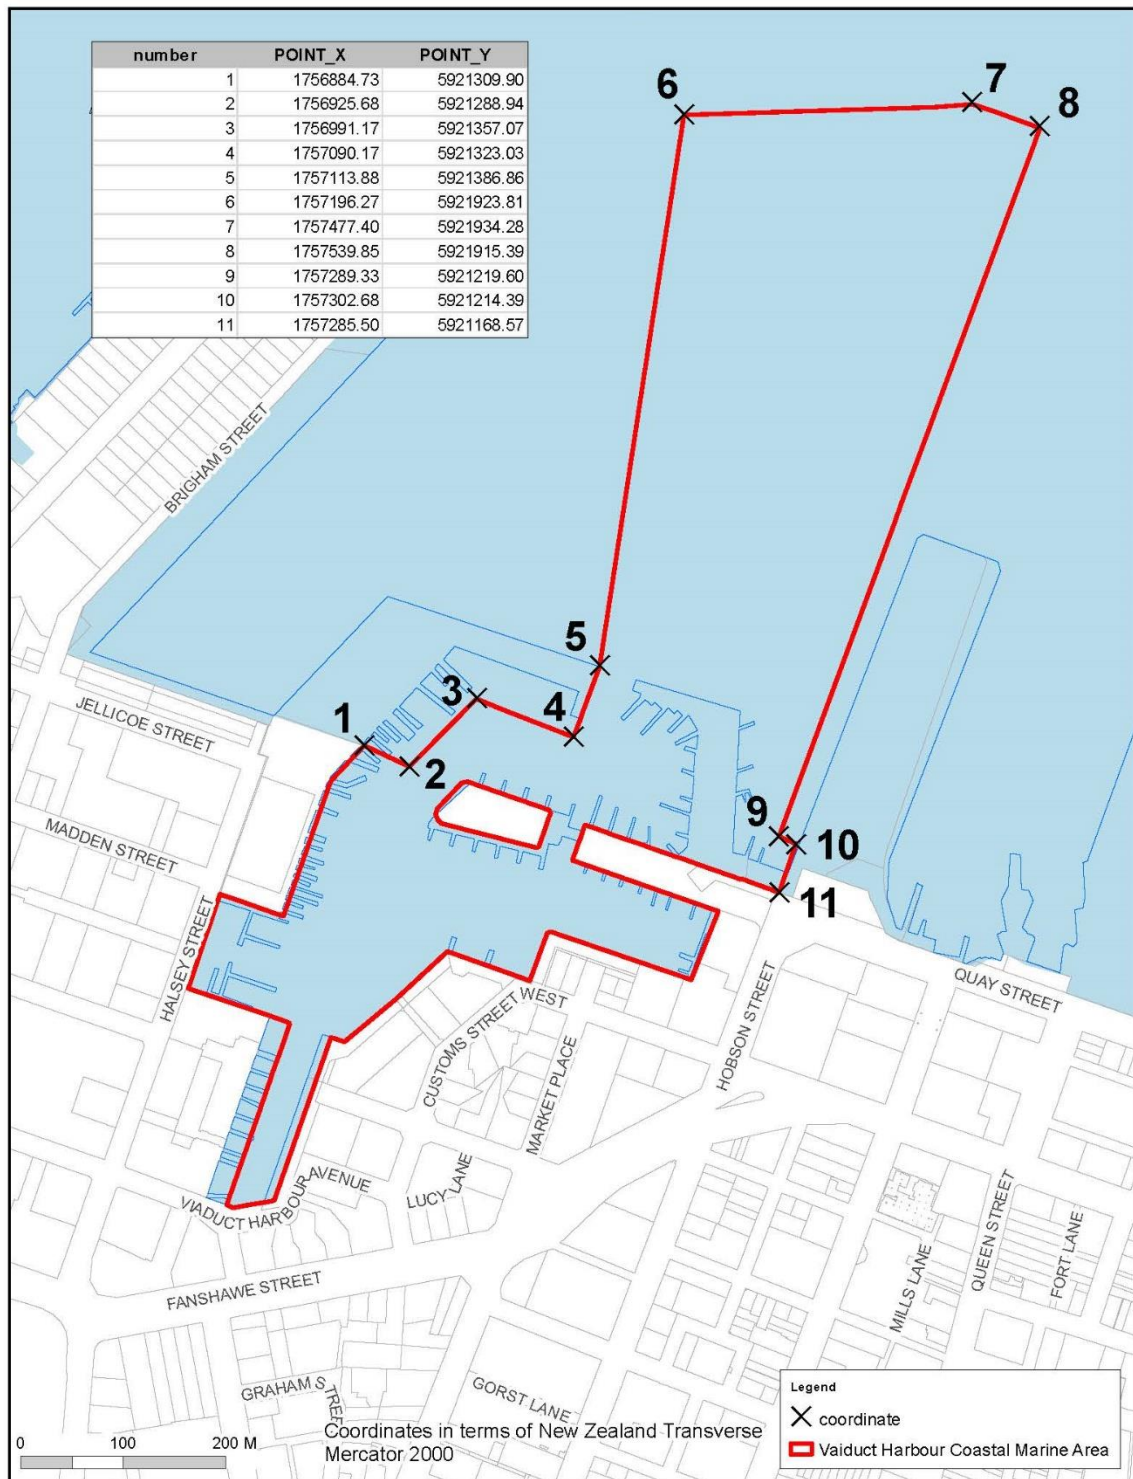 number POINT_X POINT_Y
1 1756884.73 5921309.90
2 1756925.68 5921288.94
3 1756991.17 5921357.07
4 1757090.17 5921323.03
5 1757113.88 5921386.86
6 1757196.27 5921923.81
7 1757477.40 5921934.28
8 1757539.85 5921915.39
9 1757289.33 5921219.60
10 1757302.68 5921214.39
11 1757285.50 5921168.57
6
7
8
BRIGHAM STREET
5
3
4
1
2
JELLICOE STREET
9
10
MADDEN STREET
11
HALSEY STREET
QUAY STREET
CUSTOMS STREET WEST
HOBSON STREET
MARKET PLACE
VIADUCT HARBOUR AVENUE
LUCY LANE
QUEEN STREET
FORT LANE
MILLS LANE
FANSHAWE STREET
GRAHAM STREET
GORST LANE
Legend
coordinate
Vaiduct Harbour Coastal Marine Area
0 100 200 M
Coordinates in terms of New Zealand Transverse
Mercator 2000